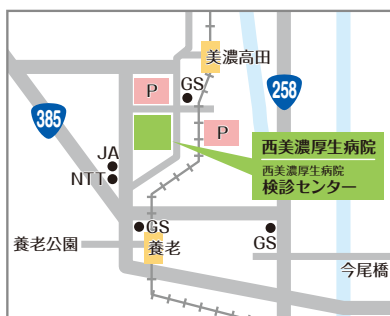 美濃高田
P
GS
258
385
P
西美濃厚生病院
西美濃厚生病院
検診センター
JA
NTT
GS
養老公園
養老
GS
今尾橋